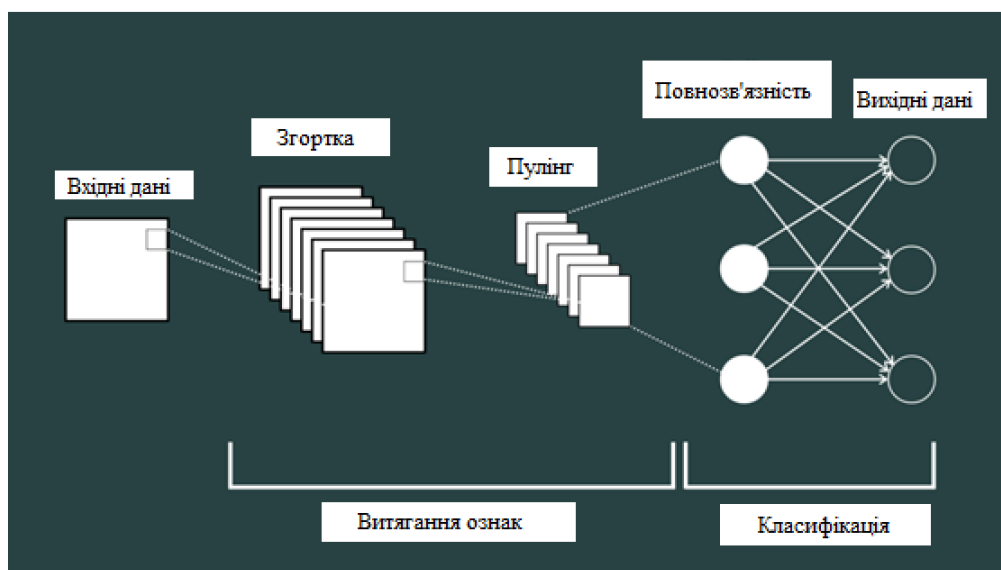 Вхідні дані
Згортка
Пулінг
Повнозв'язність
Вихідні дані
Витягання ознак
Класифікація